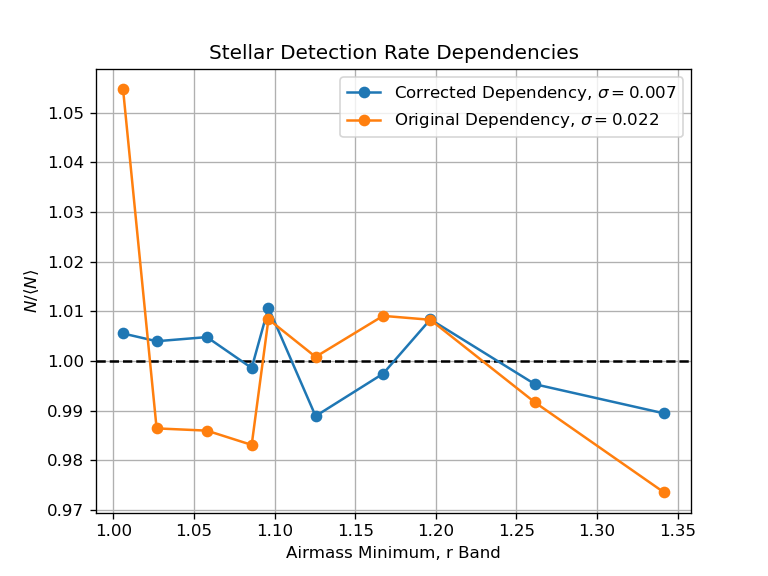 Stellar Detection Rate Dependencies
Corrected Dependency, σ = 0.007
Original Dependency, σ = 0.022
1.05
1.04
1.03
1.02
1.01
1.00
0.99
0.98
0.97
N/⟨N⟩
1.00 1.05 1.10 1.15 1.20 1.25 1.30 1.35
Airmass Minimum, r Band